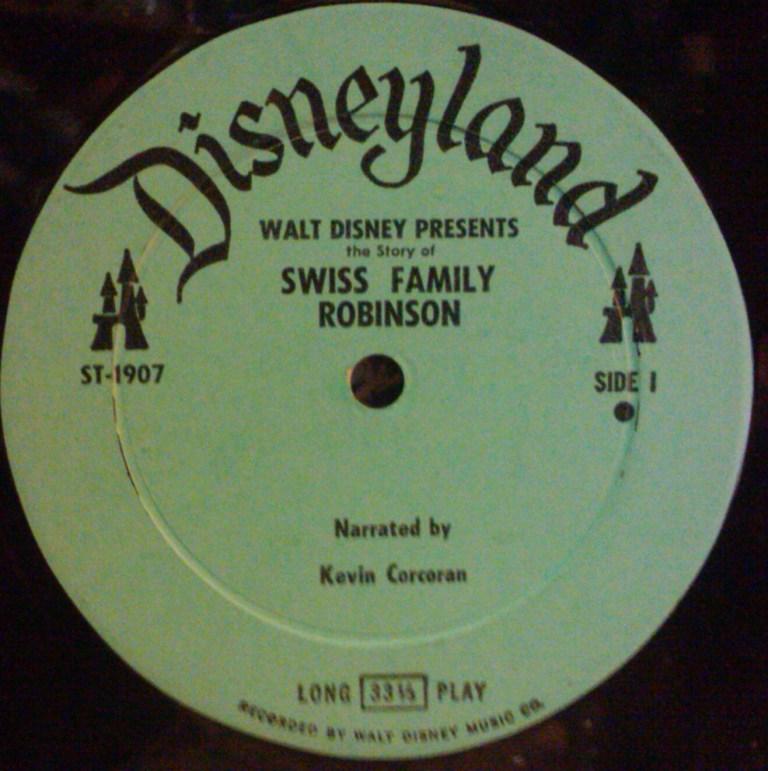 Disneyland
WALT DISNEY PRESENTS
the Story of
SWISS FAMILY
ROBINSON
ST-1907
SIDE 1
Narrated by
Kevin Corcoran
LONG 33⅓ PLAY
RECORDED BY WALT DISNEY MUSIC CO.